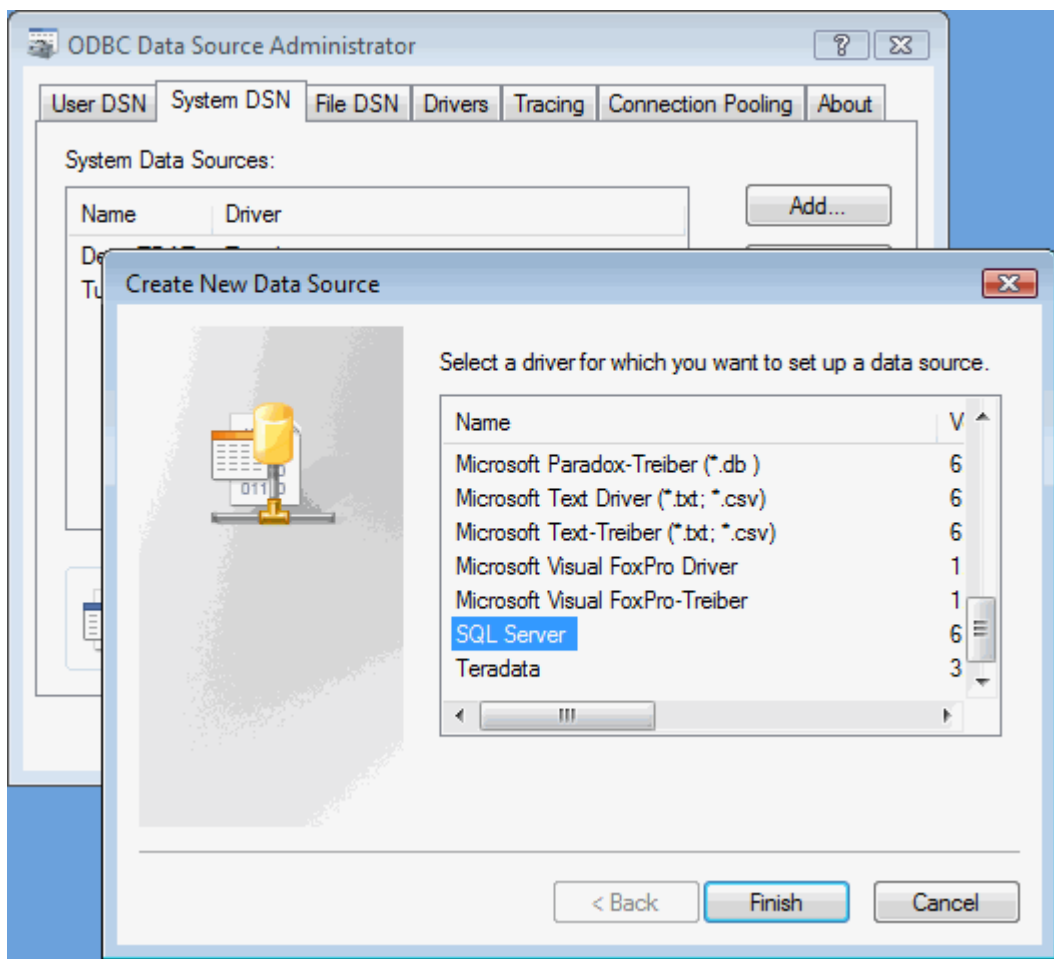 ODBC Data Source Administrator
User DSN System DSN File DSN Drivers Tracing Connection Pooling About
System Data Sources:
Name Driver
Add...
Create New Data Source
Select a driver for which you want to set up a data source.
Name V
Microsoft Paradox-Treiber (*.db ) 6
Microsoft Text Driver (*.txt; *.csv) 6
Microsoft Text-Treiber (*.txt; *.csv) 6
Microsoft Visual FoxPro Driver 1
Microsoft Visual FoxPro-Treiber 1
SQL Server 6
Teradata 3
< Back Finish Cancel